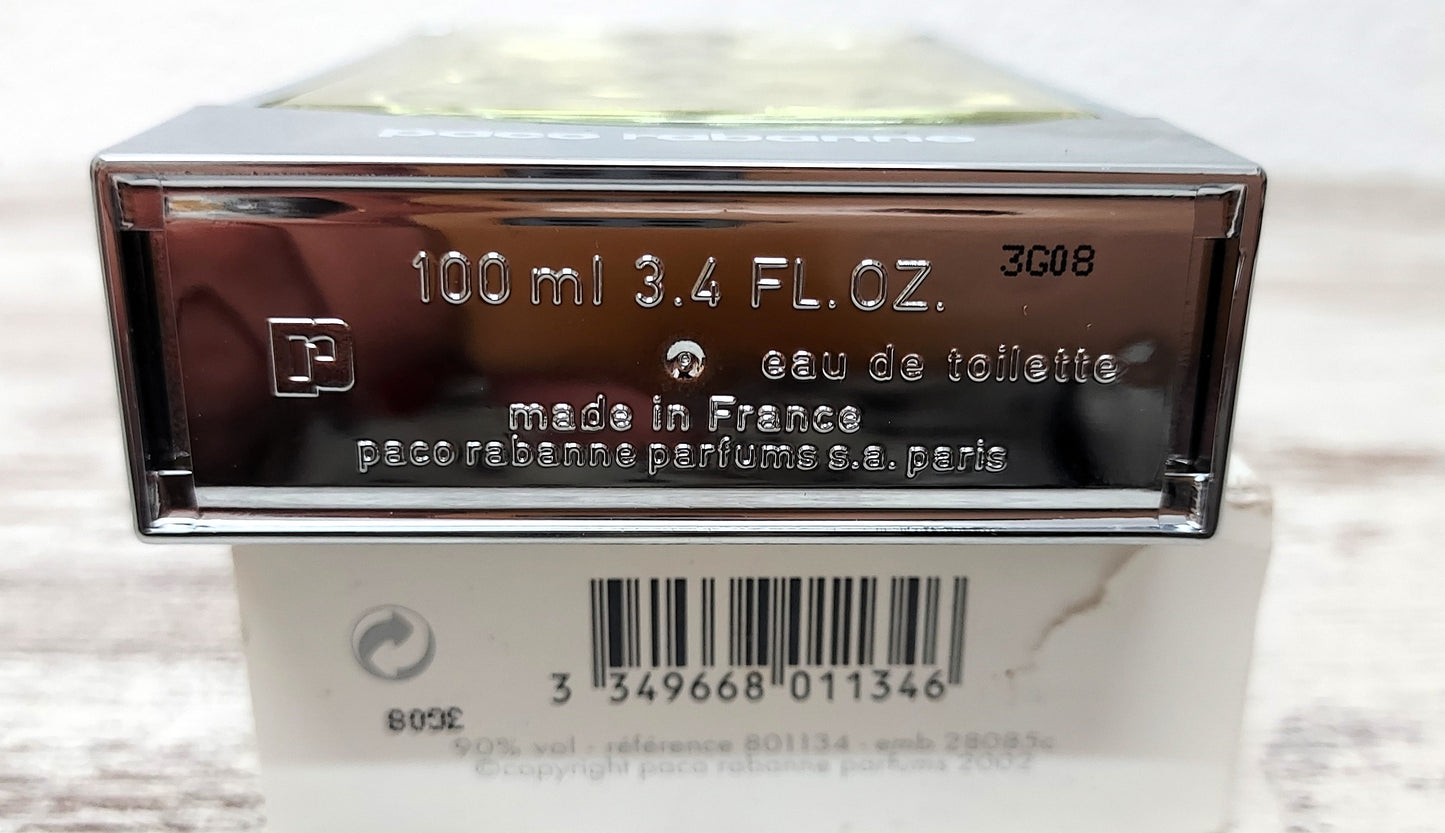 paco rabanne
100 ml 3.4 FL.OZ.
3G08
pr
eau de toilette
made in France
paco rabanne parfums s.a. paris
3 349668 011346
3G08
90% vol - référence 801134 - emb 28085c
©copyright paco rabanne parfums 2002